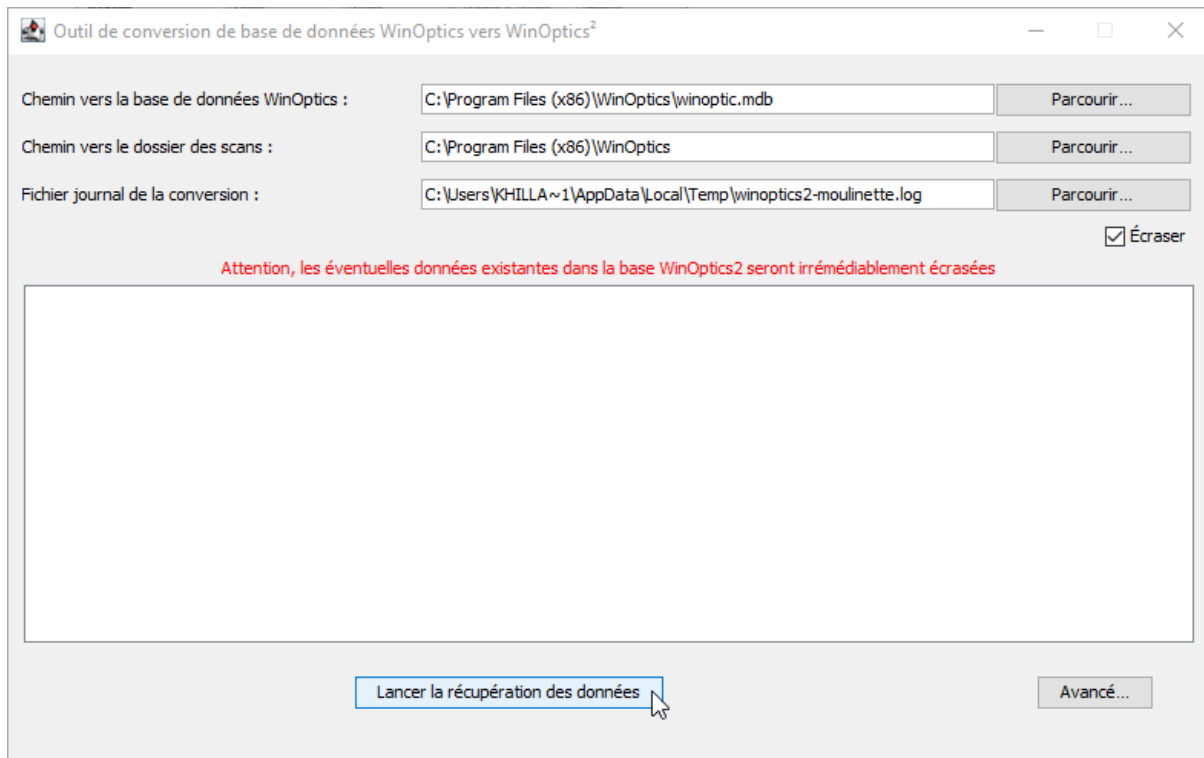 Outil de conversion de base de données WinOptics vers WinOptics²
Chemin vers la base de données WinOptics : C:\Program Files (x86)\WinOptics\winoptic.mdb Parcourir...
Chemin vers le dossier des scans : C:\Program Files (x86)\WinOptics Parcourir...
Fichier journal de la conversion : C:\Users\KHILLA~1\AppData\Local\Temp\winoptics2-moulinette.log Parcourir...
Écraser
Attention, les éventuelles données existantes dans la base WinOptics2 seront irrémédiablement écrasées
Lancer la récupération des données Avancé...